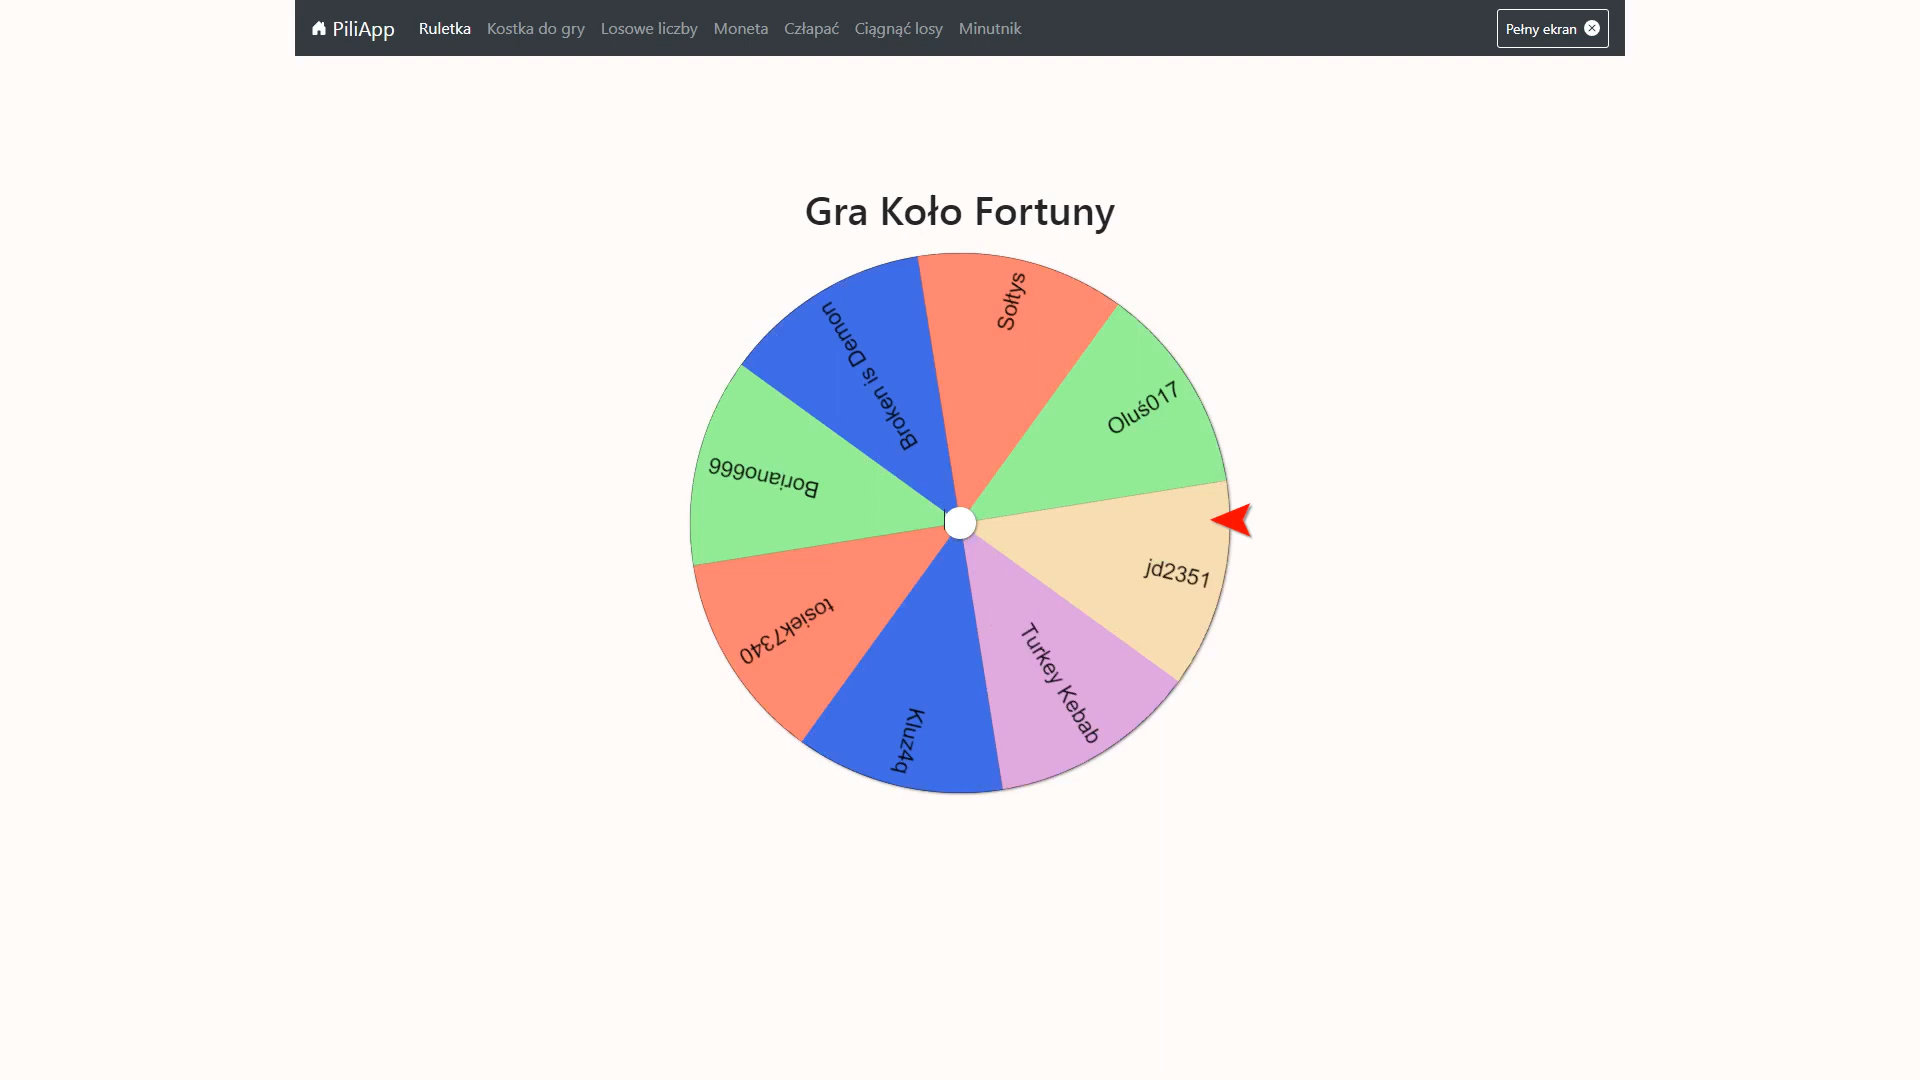 PiliApp Ruletka Kostka do gry Losowe liczby Moneta Człapać Ciągnąć losy Minutnik Pełny ekran
Gra Koło Fortuny
Sołtys
Broken is Demon
Oluś017
Boriano666
jd2351
tosiek7340
Turkey Kebab
Kluz4q